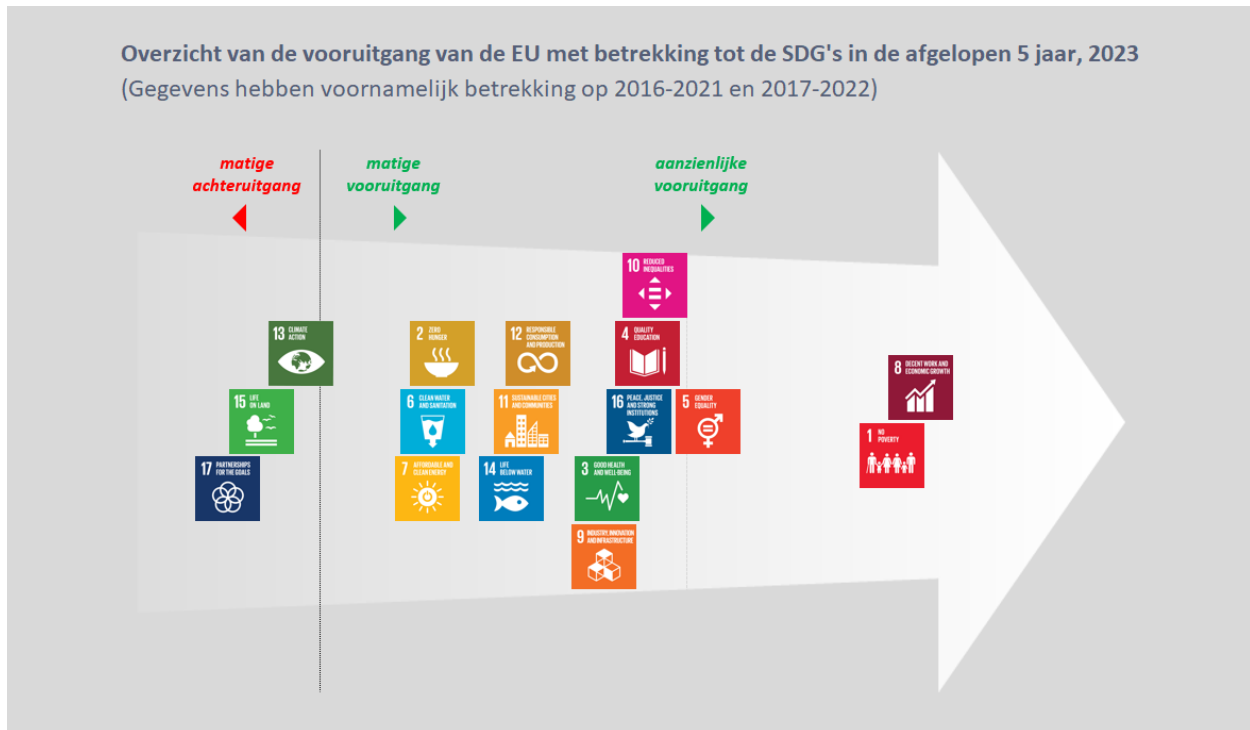 Overzicht van de vooruitgang van de EU met betrekking tot de SDG's in de afgelopen 5 jaar, 2023
(Gegevens hebben voornamelijk betrekking op 2016-2021 en 2017-2022)
matige
achteruitgang
matige
vooruitgang
aanzienlijke
vooruitgang
10 REDUCED
INEQUALITIES
13 CLIMATE
ACTION
2 ZERO
HUNGER
12 RESPONSIBLE
CONSUMPTION
AND PRODUCTION
4 QUALITY
EDUCATION
8 DECENT WORK AND
ECONOMIC GROWTH
15 LIFE
ON LAND
6 CLEAN WATER
AND SANITATION
11 SUSTAINABLE CITIES
AND COMMUNITIES
16 PEACE, JUSTICE
AND STRONG
INSTITUTIONS
5 GENDER
EQUALITY
1 NO
POVERTY
17 PARTNERSHIPS
FOR THE GOALS
7 AFFORDABLE AND
CLEAN ENERGY
14 LIFE
BELOW WATER
3 GOOD HEALTH
AND WELL-BEING
9 INDUSTRY, INNOVATION
AND INFRASTRUCTURE